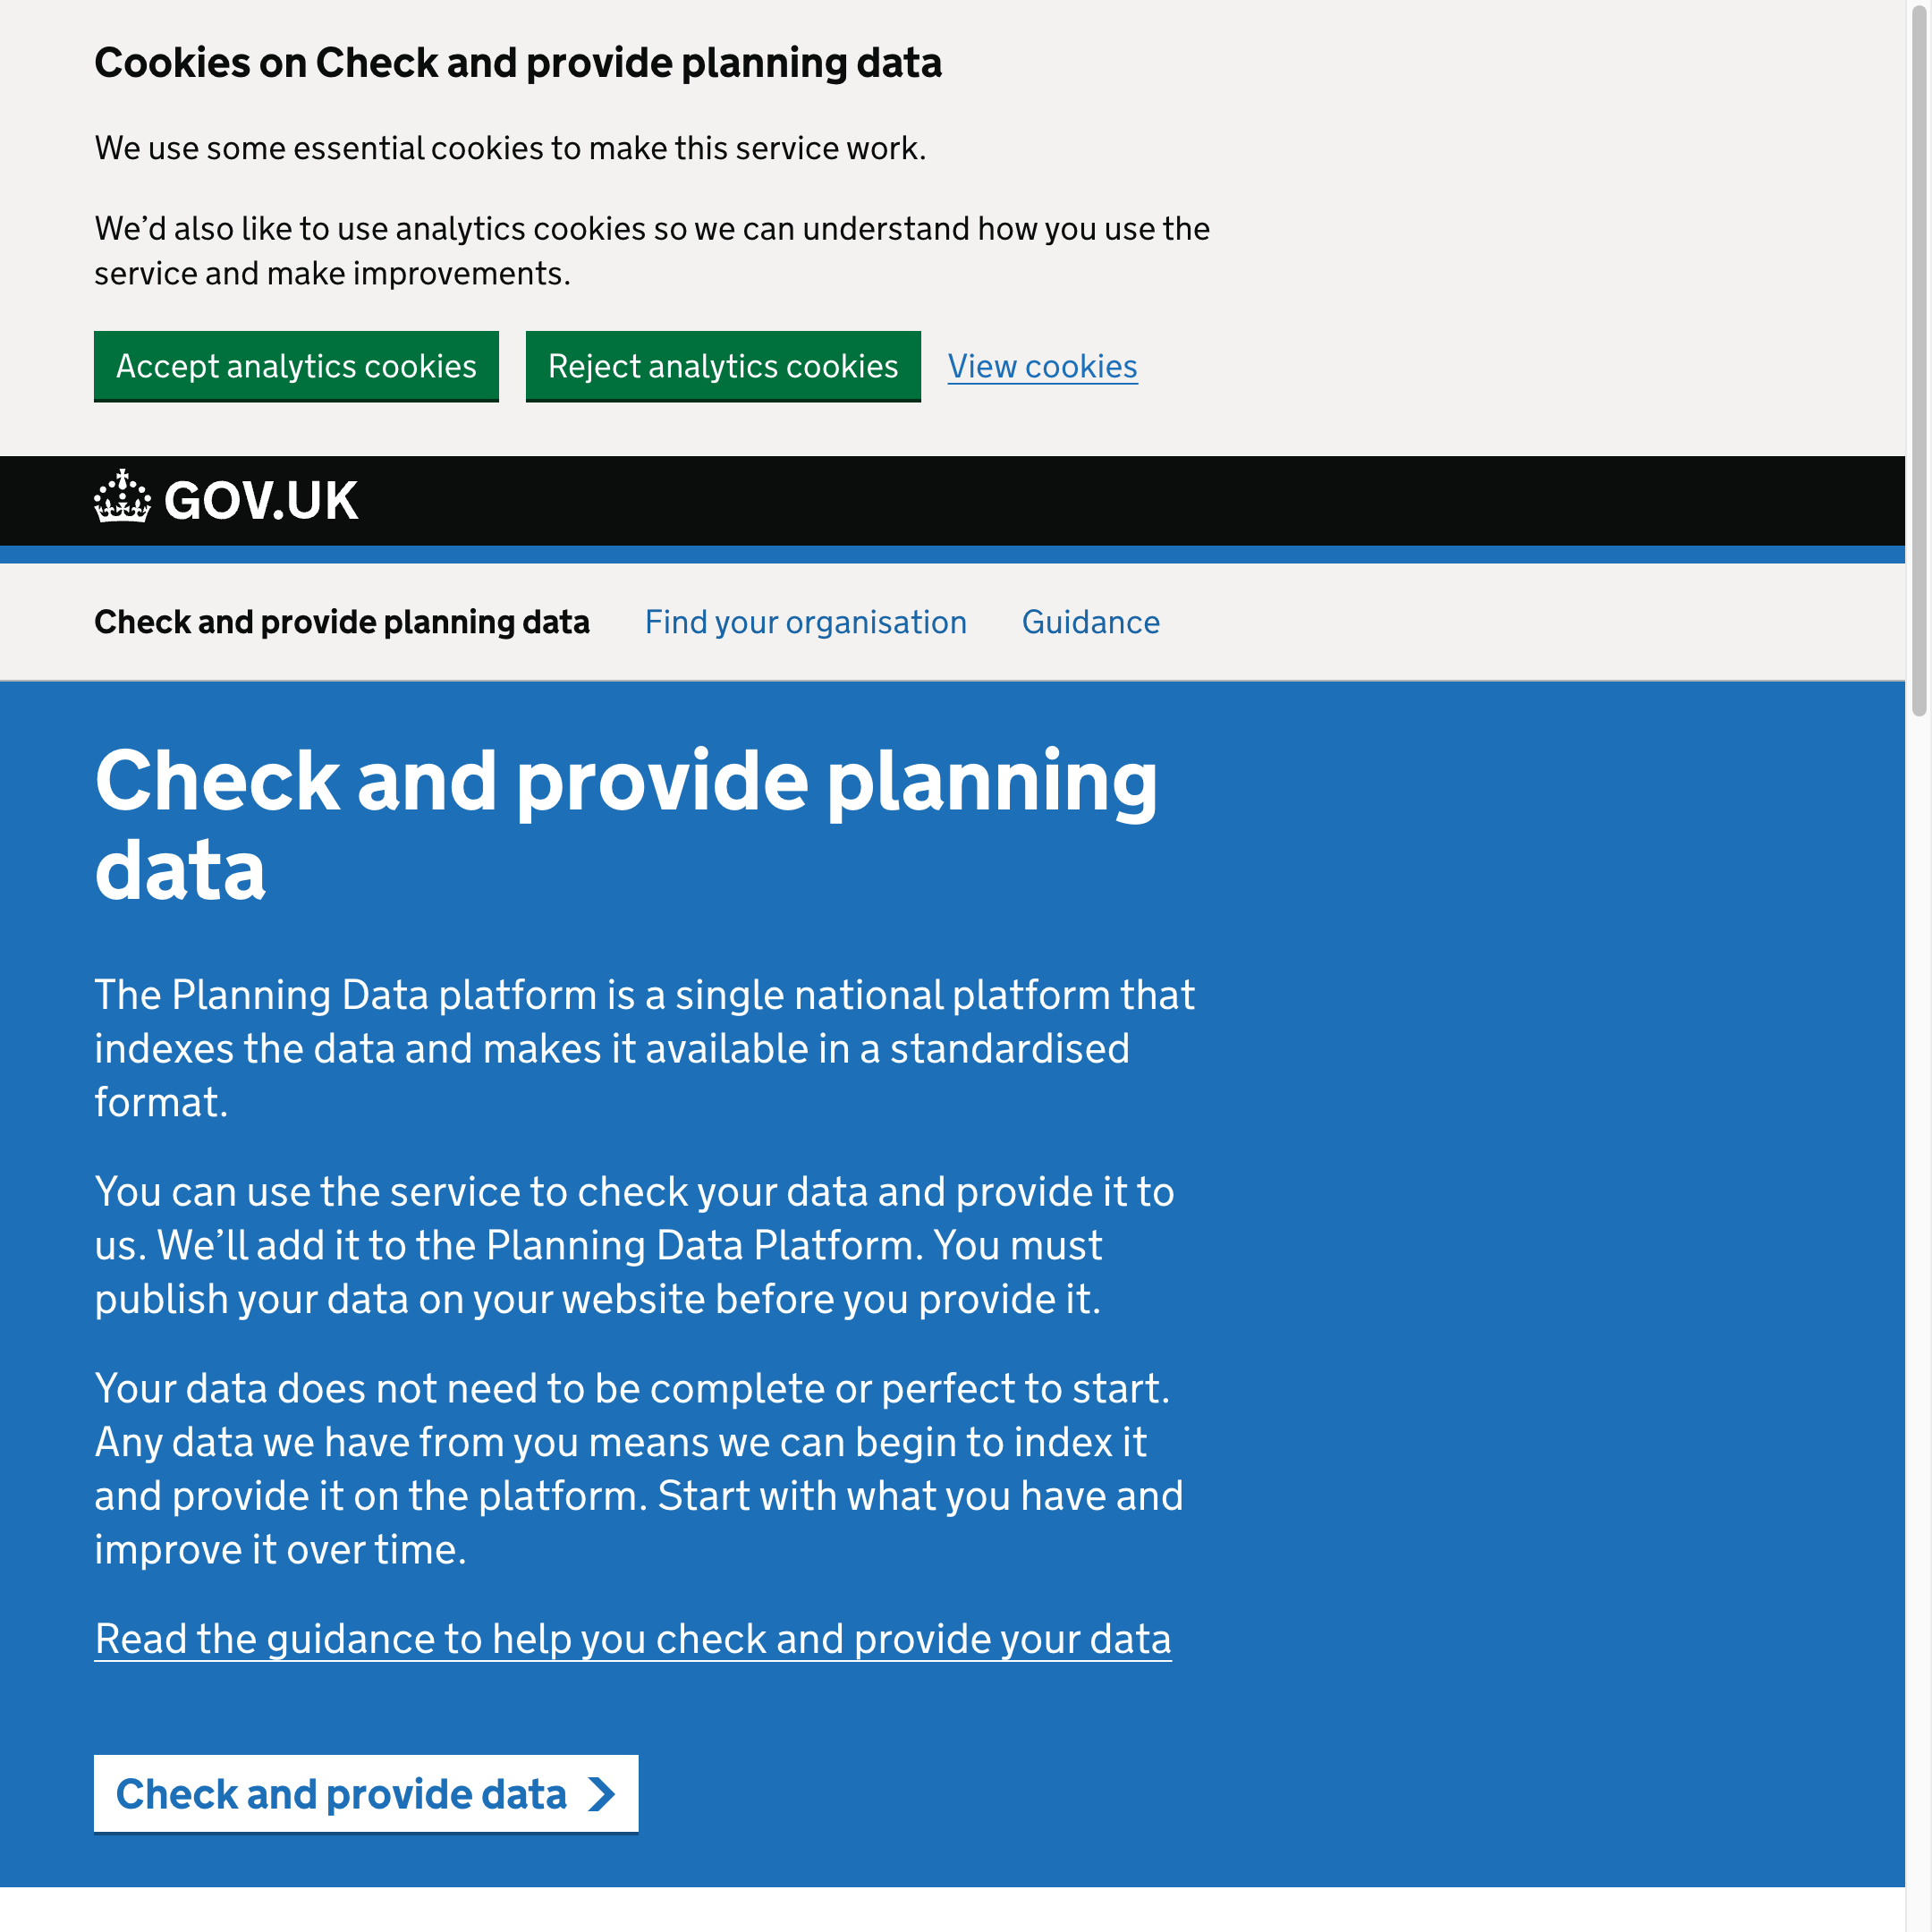 Cookies on Check and provide planning data
We use some essential cookies to make this service work.
We’d also like to use analytics cookies so we can understand how you use the
service and make improvements.
Accept analytics cookies
Reject analytics cookies
View cookies
GOV.UK
Check and provide planning data
Find your organisation
Guidance
Check and provide planning
data
The Planning Data platform is a single national platform that
indexes the data and makes it available in a standardised
format.
You can use the service to check your data and provide it to
us. We’ll add it to the Planning Data Platform. You must
publish your data on your website before you provide it.
Your data does not need to be complete or perfect to start.
Any data we have from you means we can begin to index it
and provide it on the platform. Start with what you have and
improve it over time.
Read the guidance to help you check and provide your data
Check and provide data